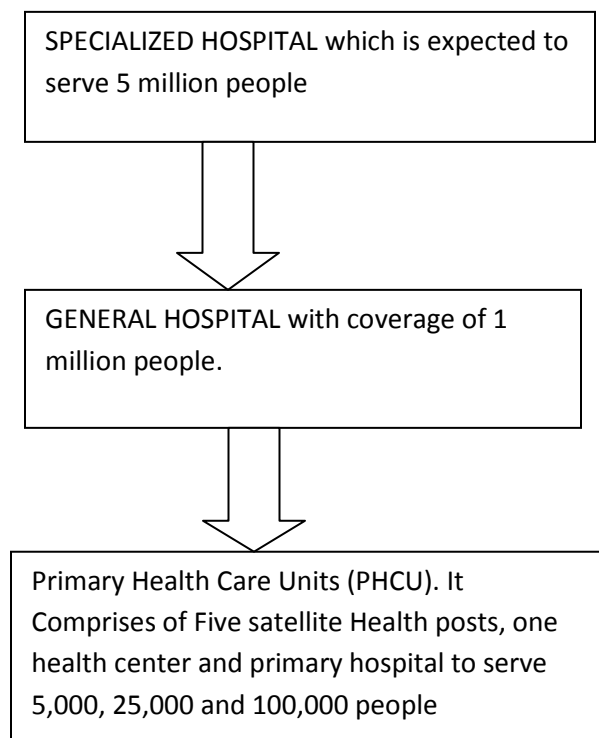 SPECIALIZED HOSPITAL which is expected to
serve 5 million people
GENERAL HOSPITAL with coverage of 1
million people.
Primary Health Care Units (PHCU). It
Comprises of Five satellite Health posts, one
health center and primary hospital to serve
5,000, 25,000 and 100,000 people